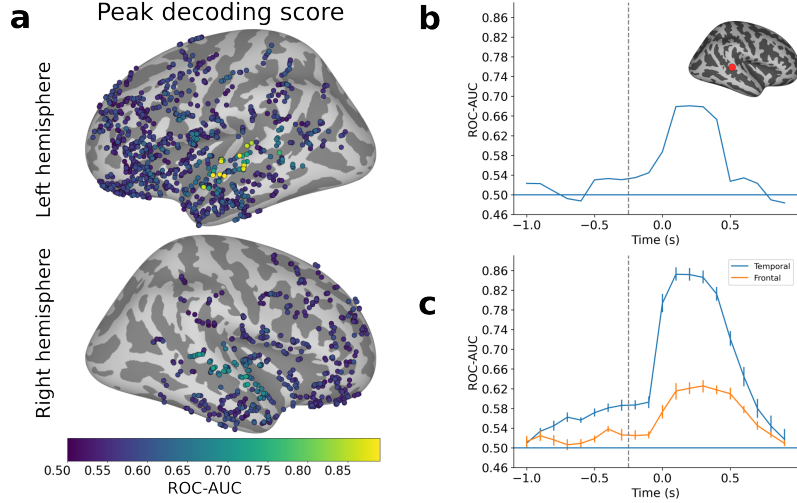 a
Peak decoding score
Left hemisphere
Right hemisphere
0.50 0.55 0.60 0.65 0.70 0.75 0.80 0.85
ROC-AUC
b
0.86
0.82
0.78
0.74
0.70
0.66
0.62
0.58
0.54
0.50
0.46
ROC-AUC
−1.0 −0.5 0.0 0.5
Time (s)
c
Temporal
Frontal
0.86
0.82
0.78
0.74
0.70
0.66
0.62
0.58
0.54
0.50
0.46
ROC-AUC
−1.0 −0.5 0.0 0.5
Time (s)